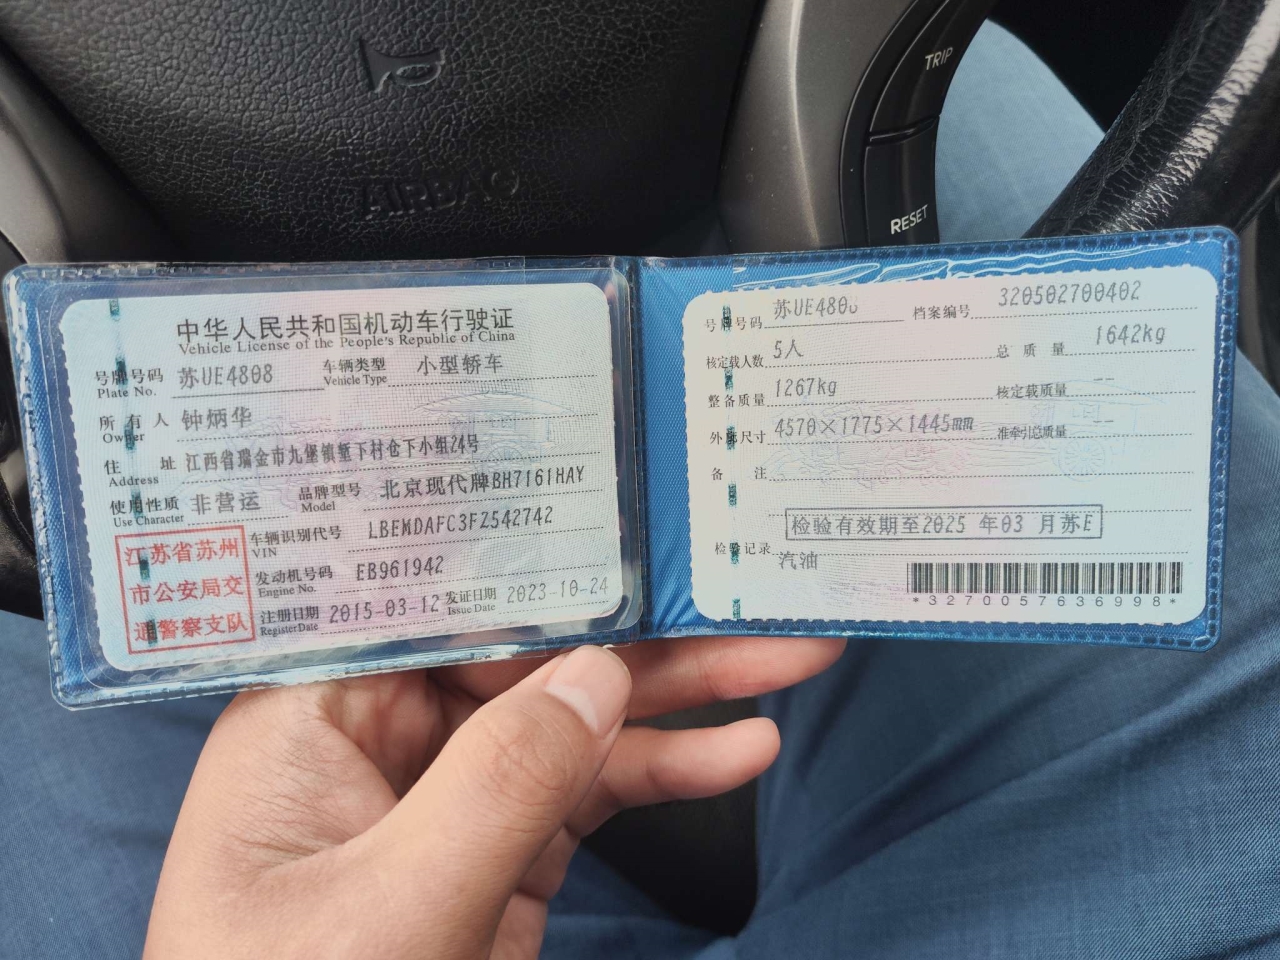 TRIP
RESET
AIRBAG
中华人民共和国机动车行驶证
Vehicle License of the People's Republic of China
号牌号码 苏UE4808 车辆类型 小型轿车
Plate No. Vehicle Type
所有人 钟炳华
Owner
住址 江西省瑞金市九堡镇堑下村仓下小组24号
Address
使用性质 非营运 品牌型号 北京现代牌BH7161HAY
Use Character Model
江苏省苏州
市公安局交
通警察支队
车辆识别代号 LBEMDAFC3FZ542742
VIN
发动机号码 EB961942
Engine No.
注册日期 2015-03-12 发证日期 2023-10-24
Register Date Issue Date
号牌号码 苏UE4808 档案编号 320502700402
核定载人数 5人 总质量 1642kg
整备质量 1267kg 核定载质量 --
外廓尺寸 4570×1775×1445mm 准牵引总质量 --
备注
检验有效期至2025 年03 月苏E
检验记录 汽油
*3270057636998*